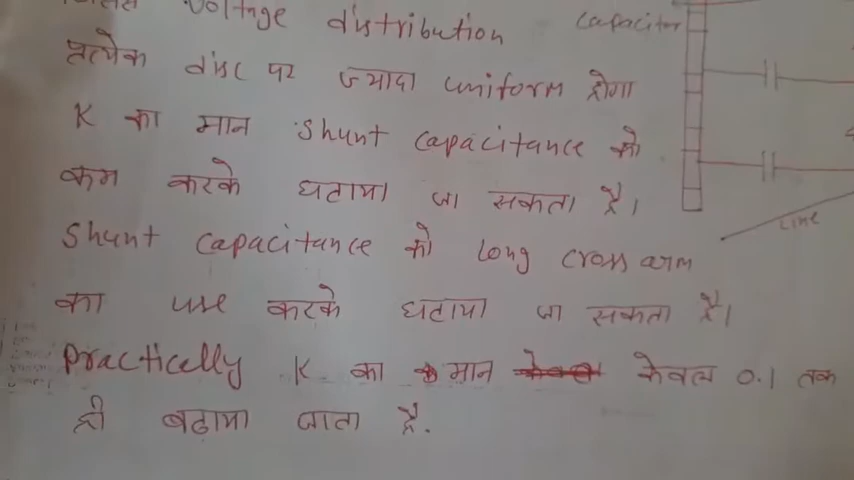 voltage distribution
capacitor
प्रत्येक disc पर ज्यादा uniform होगा
K का मान shunt capacitance को
कम करके घटाया जा सकता है।
line
shunt capacitance को long cross arm
का use करके घटाया जा सकता है।
practically K का मान केवल 0.1 तक
ही बढाया जाता है.